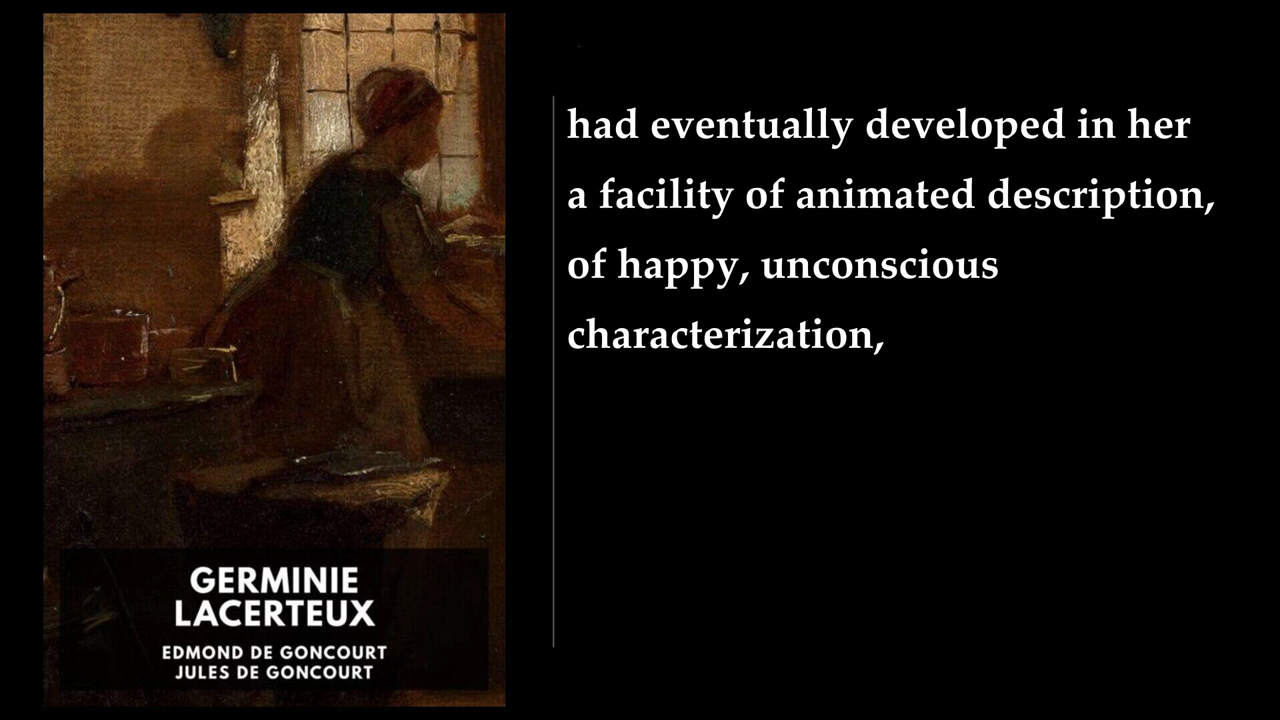 had eventually developed in her
a facility of animated description,
of happy, unconscious
characterization,
GERMINIE
LACERTEUX
EDMOND DE GONCOURT
JULES DE GONCOURT